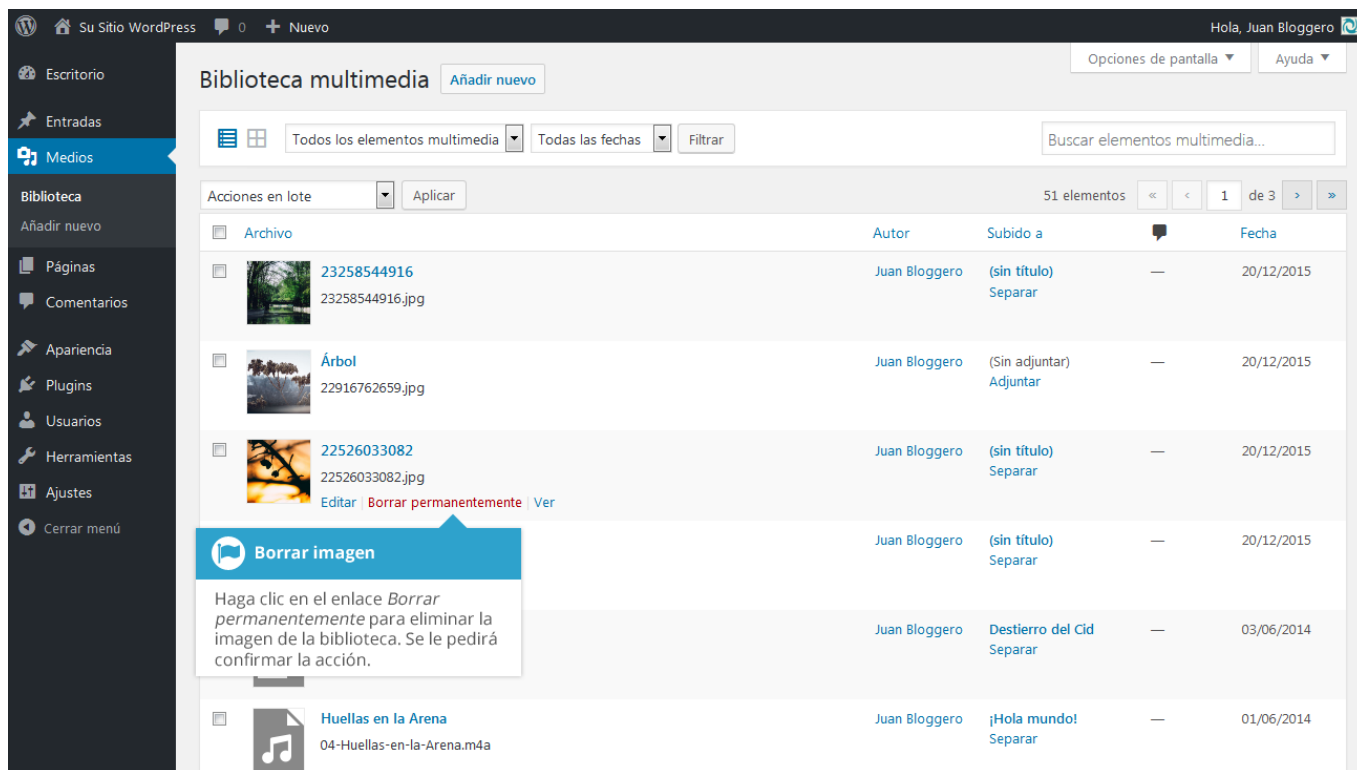 Su Sitio WordPress 0 + Nuevo Hola, Juan Bloggero
Escritorio
Entradas
Medios
Biblioteca
Añadir nuevo
Páginas
Comentarios
Apariencia
Plugins
Usuarios
Herramientas
Ajustes
Cerrar menú
Opciones de pantalla Ayuda
Biblioteca multimedia Añadir nuevo
Todos los elementos multimedia Todas las fechas Filtrar Buscar elementos multimedia...
Acciones en lote Aplicar 51 elementos « ‹ 1 de 3 › »
Archivo Autor Subido a Fecha
23258544916 Juan Bloggero (sin título) — 20/12/2015
23258544916.jpg Separar
Árbol Juan Bloggero (Sin adjuntar) — 20/12/2015
22916762659.jpg Adjuntar
22526033082 Juan Bloggero (sin título) — 20/12/2015
22526033082.jpg Separar
Editar | Borrar permanentemente | Ver
Juan Bloggero (sin título) — 20/12/2015
Separar
Borrar imagen
Haga clic en el enlace Borrar
permanentemente para eliminar la
imagen de la biblioteca. Se le pedirá
confirmar la acción.
Juan Bloggero Destierro del Cid — 03/06/2014
Separar
Huellas en la Arena Juan Bloggero ¡Hola mundo! — 01/06/2014
04-Huellas-en-la-Arena.m4a Separar